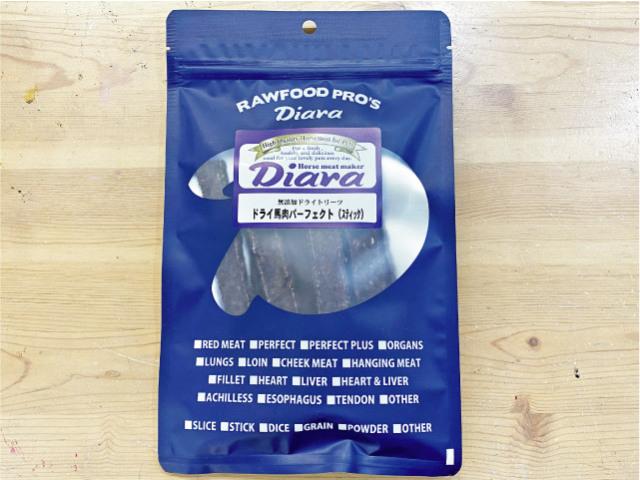 RAWFOOD PRO'S
Diara
High Quality Horse meat for Pet
For a fresh,
healthy, and delicious
meal for your lovely pets every day.
Horse meat maker
Diara
無添加ドライトリーツ
ドライ馬肉パーフェクト(スティック)
■RED MEAT ■PERFECT ■PERFECT PLUS ■ORGANS
■LUNGS ■LOIN ■CHEEK MEAT ■HANGING MEAT
■FILLET ■HEART ■LIVER ■HEART & LIVER
■ACHILLESS ■ESOPHAGUS ■TENDON ■OTHER
■SLICE ■STICK ■DICE ■GRAIN ■POWDER ■OTHER